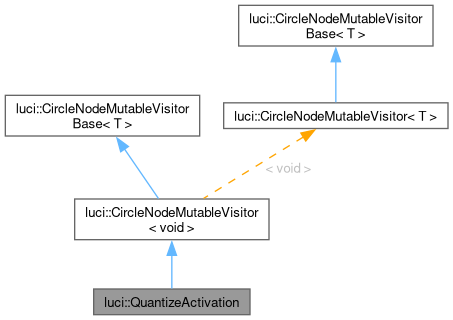 luci::CircleNodeMutableVisitor
Base< T >
luci::CircleNodeMutableVisitor
Base< T >
luci::CircleNodeMutableVisitor< T >
< void >
luci::CircleNodeMutableVisitor
< void >
luci::QuantizeActivation